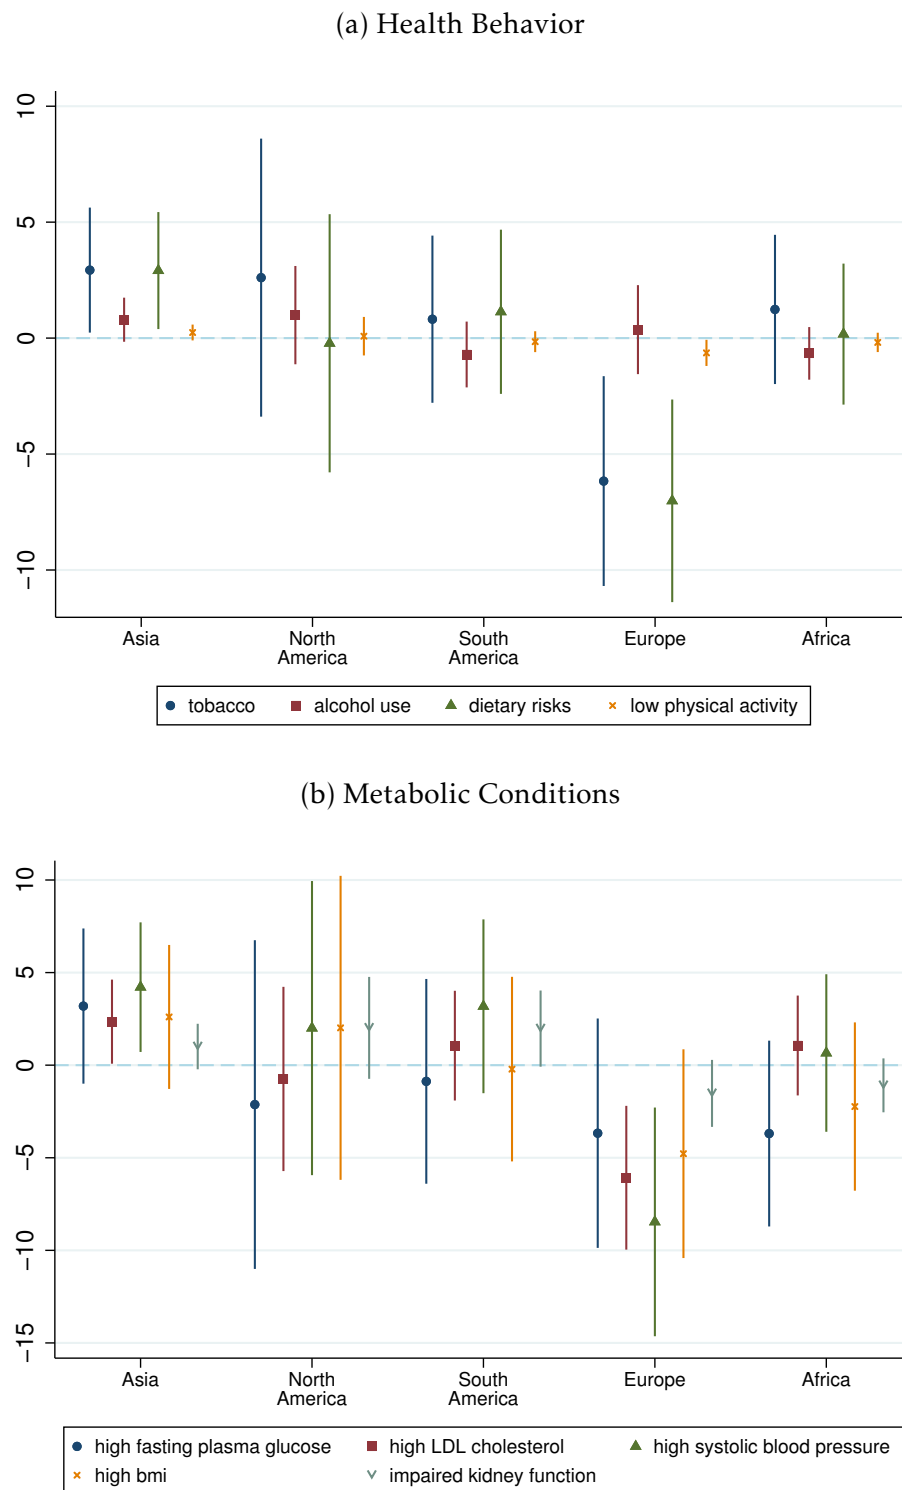 (a) Health Behavior
10
5
0
−5
−10
Asia
North
America
South
America
Europe
Africa
tobacco
alcohol use
dietary risks
low physical activity
(b) Metabolic Conditions
10
5
0
−5
−10
−15
Asia
North
America
South
America
Europe
Africa
high fasting plasma glucose
high LDL cholesterol
high systolic blood pressure
high bmi
impaired kidney function